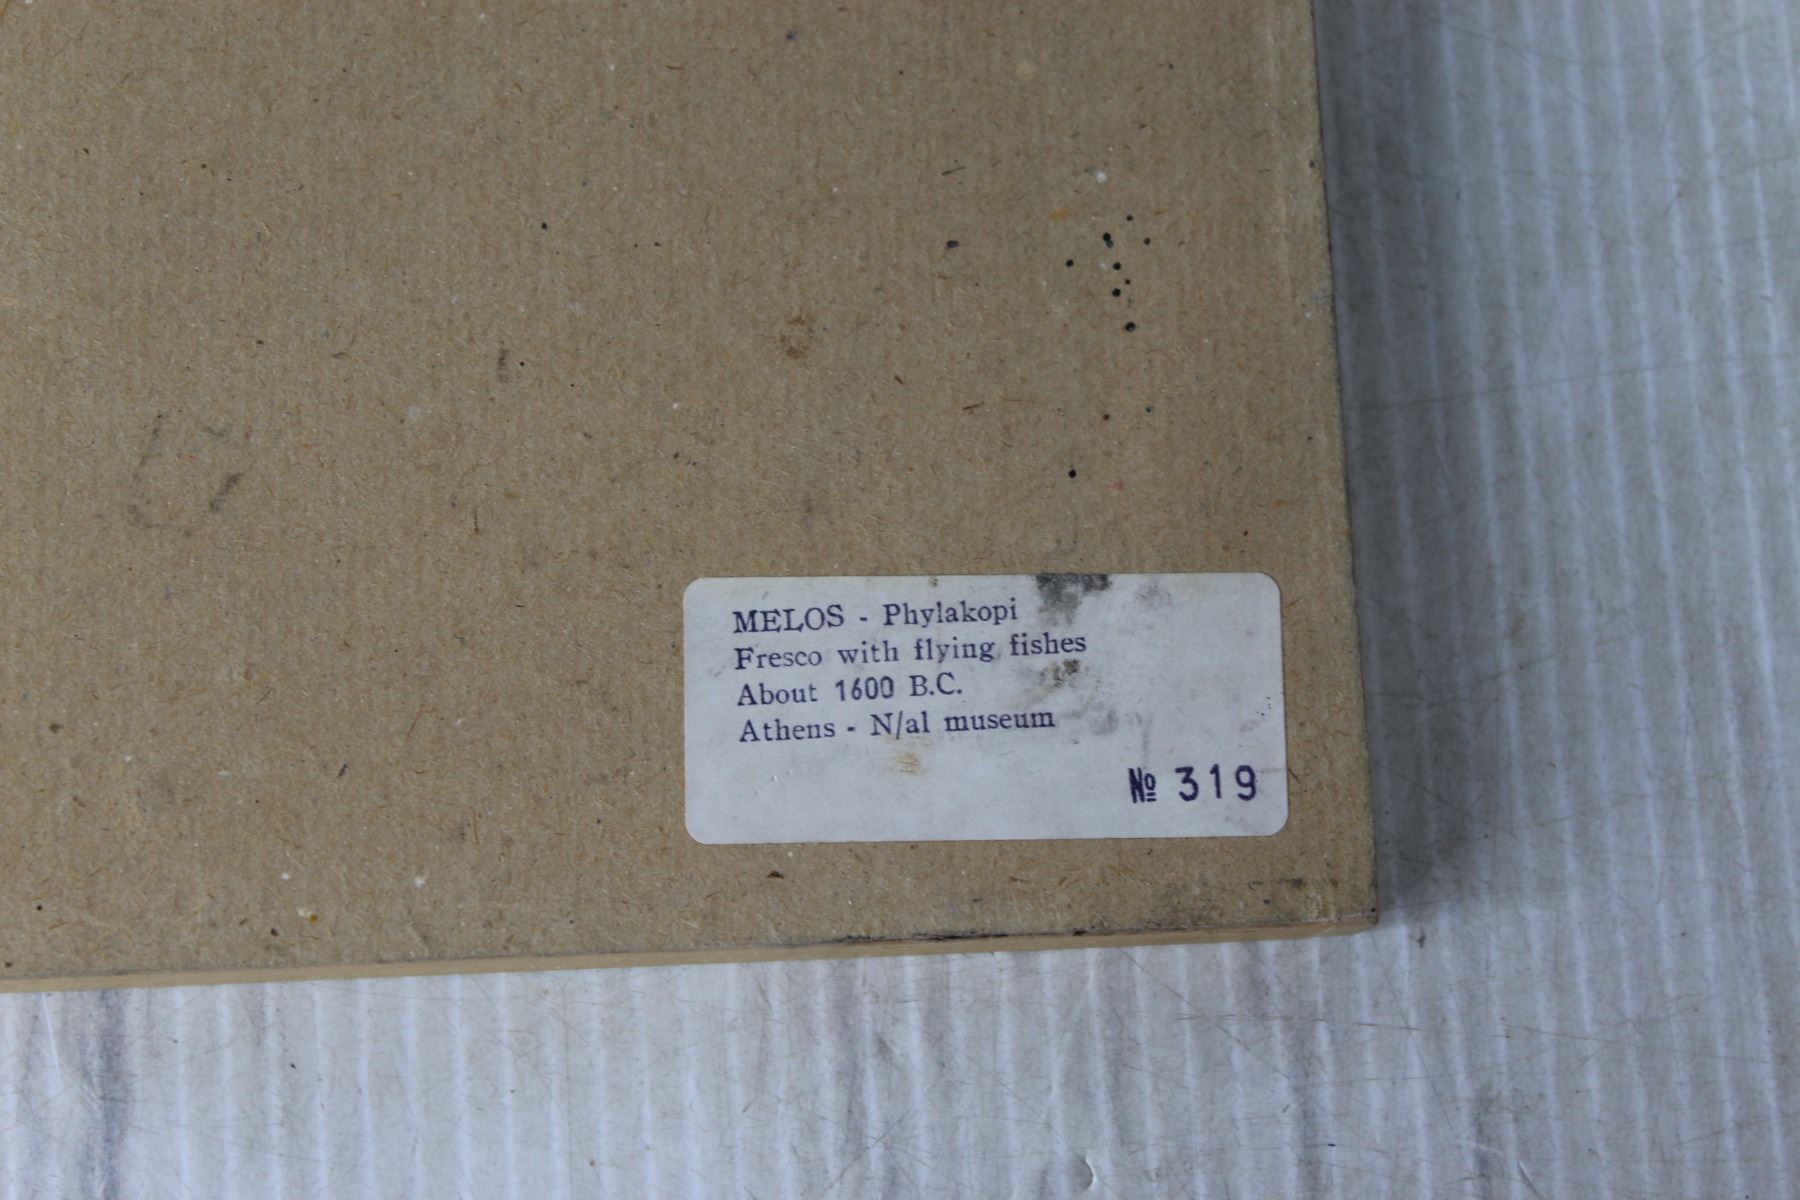 MELOS - Phylakopi
Fresco with flying fishes
About 1600 B.C.
Athens - N/al museum
№ 319